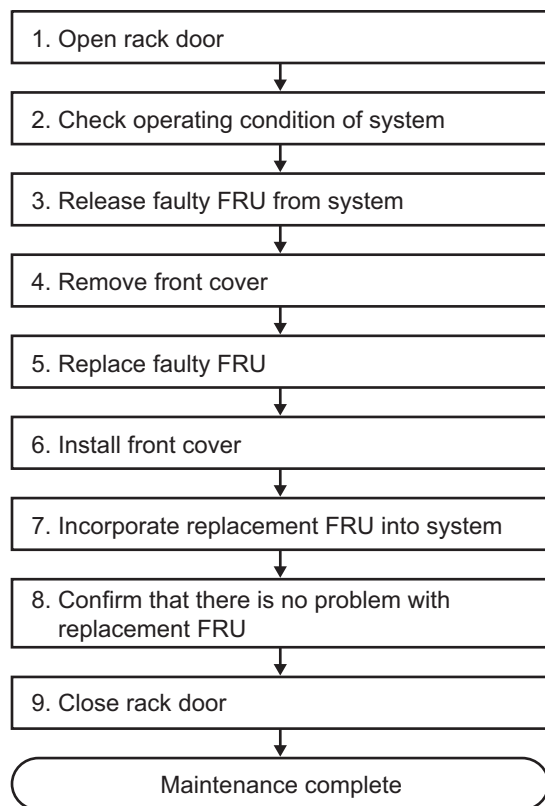 1. Open rack door
2. Check operating condition of system
3. Release faulty FRU from system
4. Remove front cover
5. Replace faulty FRU
6. Install front cover
7. Incorporate replacement FRU into system
8. Confirm that there is no problem with
replacement FRU
9. Close rack door
Maintenance complete